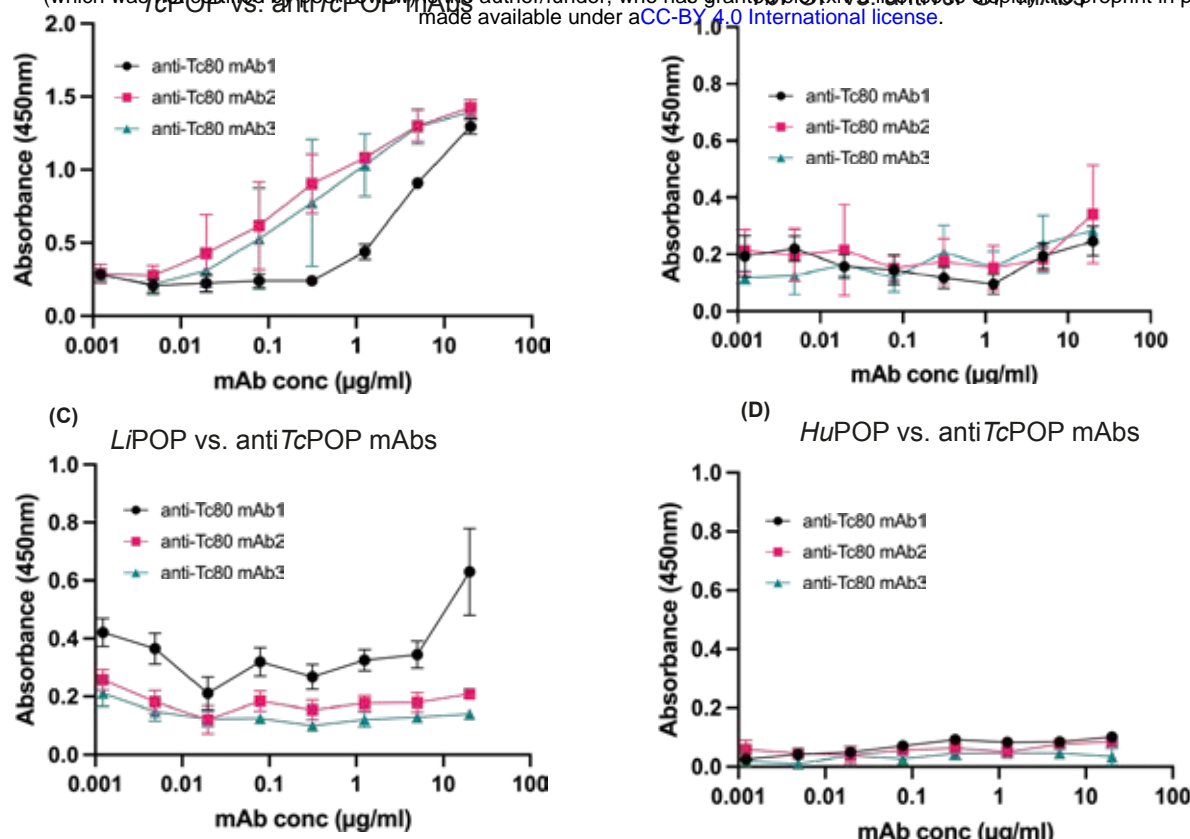 made available under aCC-BY 4.0 International license.
TcPOP vs. antiTcPOP mAbs
2.0
1.5
1.0
0.5
0.0
Absorbance (450nm)
anti-Tc80 mAb1
anti-Tc80 mAb2
anti-Tc80 mAb3
0.001 0.01 0.1 1 10 100
mAb conc (µg/ml)
1.0
0.8
0.6
0.4
0.2
0.0
Absorbance (450nm)
anti-Tc80 mAb1
anti-Tc80 mAb2
anti-Tc80 mAb3
0.001 0.01 0.1 1 10 100
mAb conc (µg/ml)
(C)
LiPOP vs. antiTcPOP mAbs
1.0
0.8
0.6
0.4
0.2
0.0
Absorbance (450nm)
anti-Tc80 mAb1
anti-Tc80 mAb2
anti-Tc80 mAb3
0.001 0.01 0.1 1 10 100
mAb conc (µg/ml)
(D)
HuPOP vs. antiTcPOP mAbs
1.0
0.8
0.6
0.4
0.2
0.0
Absorbance (450nm)
anti-Tc80 mAb1
anti-Tc80 mAb2
anti-Tc80 mAb3
0.001 0.01 0.1 1 10 100
mAb conc (µg/ml)